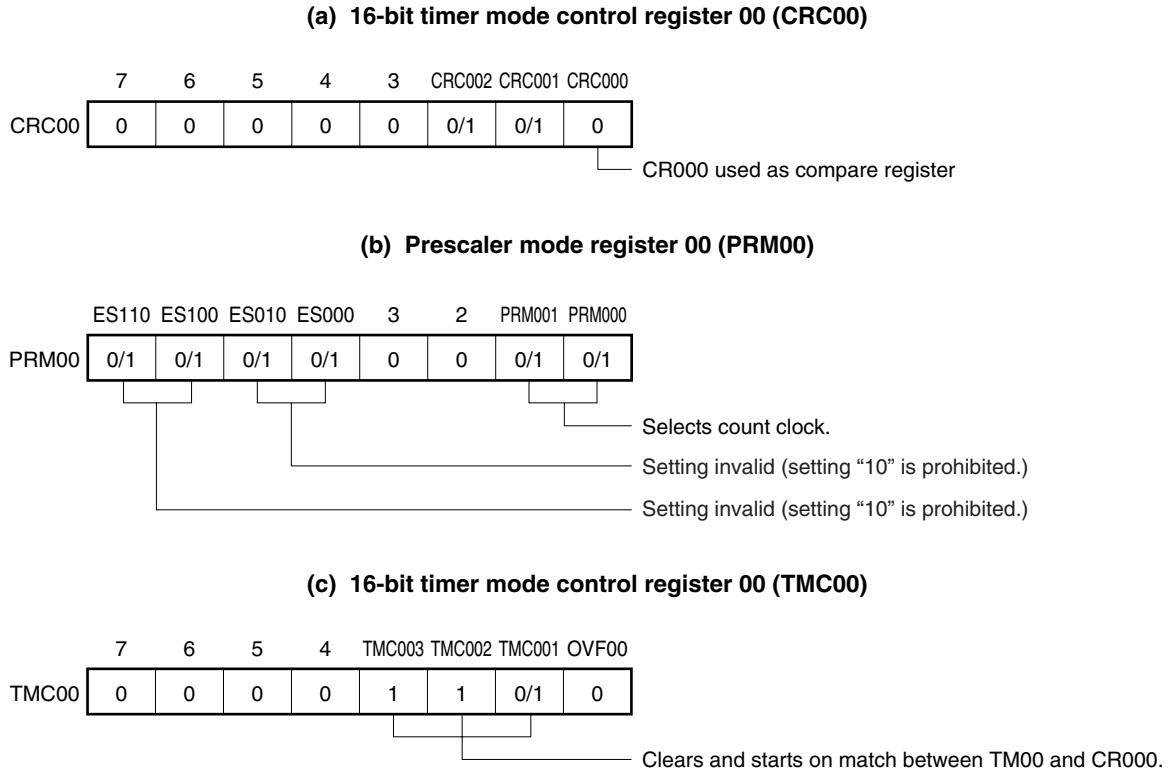 (a) 16-bit timer mode control register 00 (CRC00)
7 6 5 4 3 CRC002 CRC001 CRC000
CRC00 0 0 0 0 0 0/1 0/1 0
CR000 used as compare register
(b) Prescaler mode register 00 (PRM00)
ES110 ES100 ES010 ES000 3 2 PRM001 PRM000
PRM00 0/1 0/1 0/1 0/1 0 0 0/1 0/1
Selects count clock.
Setting invalid (setting “10” is prohibited.)
Setting invalid (setting “10” is prohibited.)
(c) 16-bit timer mode control register 00 (TMC00)
7 6 5 4 TMC003 TMC002 TMC001 OVF00
TMC00 0 0 0 0 1 1 0/1 0
Clears and starts on match between TM00 and CR000.